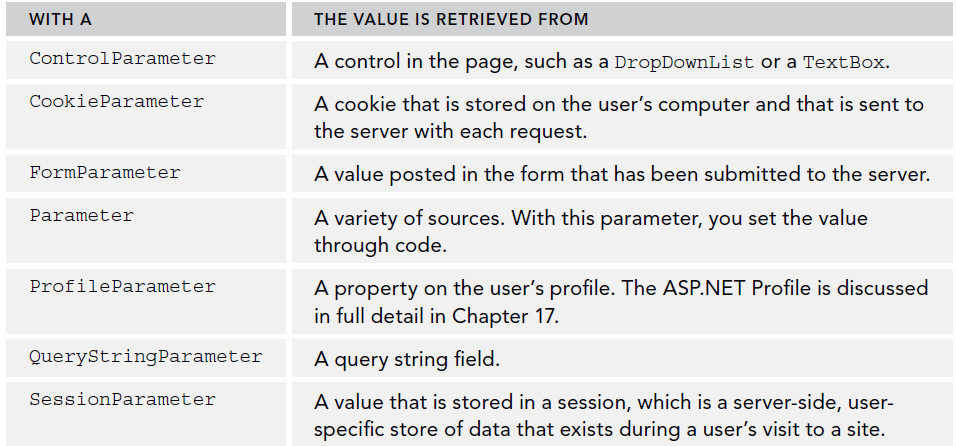 WITH A THE VALUE IS RETRIEVED FROM
ControlParameter A control in the page, such as a DropDownList or a TextBox.
CookieParameter A cookie that is stored on the user’s computer and that is sent to
the server with each request.
FormParameter A value posted in the form that has been submitted to the server.
Parameter A variety of sources. With this parameter, you set the value
through code.
ProfileParameter A property on the user’s profile. The ASP.NET Profile is discussed
in full detail in Chapter 17.
QueryStringParameter A query string field.
SessionParameter A value that is stored in a session, which is a server-side, user-
specific store of data that exists during a user’s visit to a site.